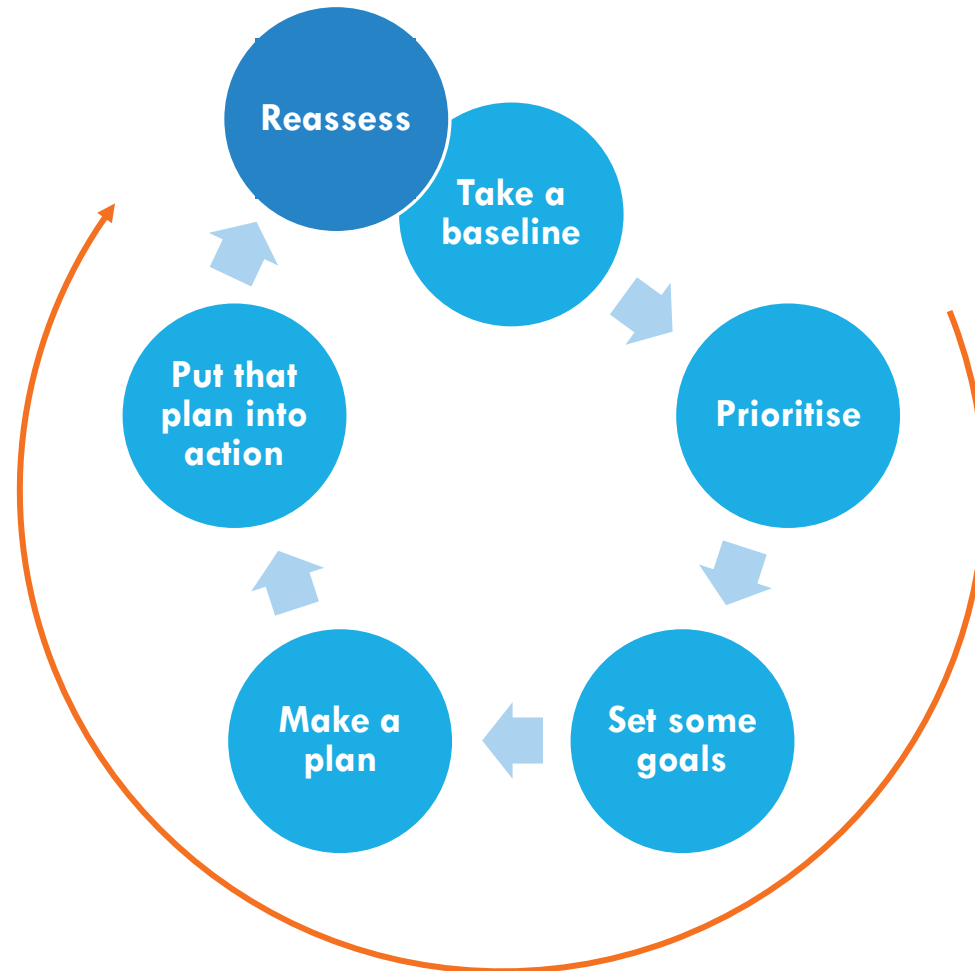 Reassess
Take a
baseline
Prioritise
Set some
goals
Make a
plan
Put that
plan into
action